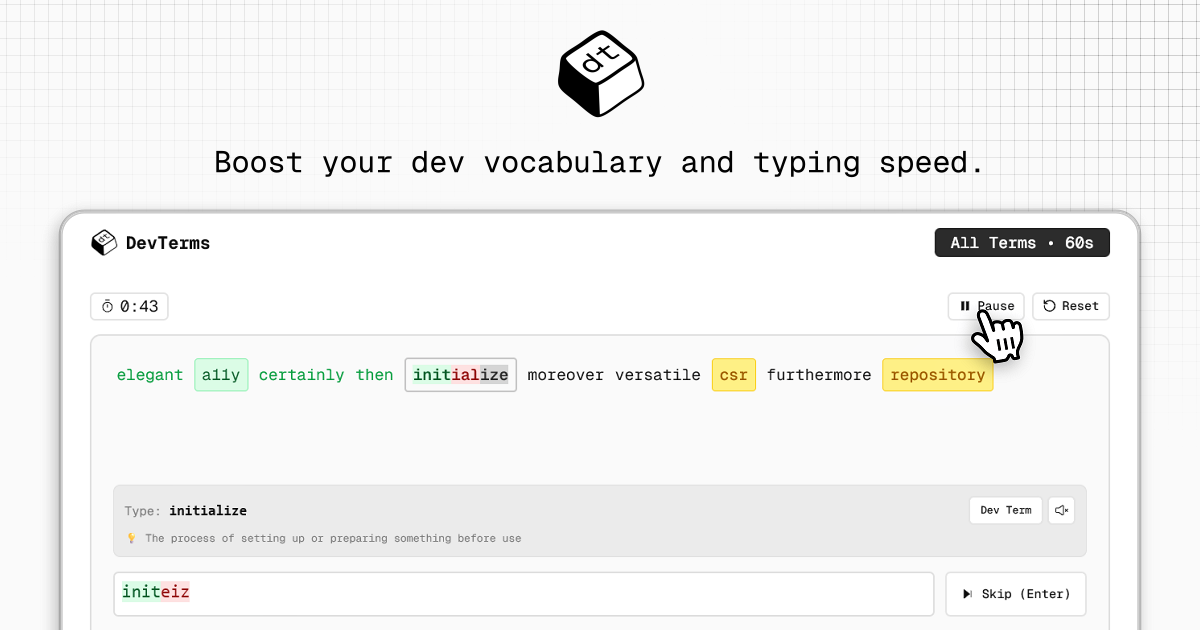 dt
Boost your dev vocabulary and typing speed.
dt DevTerms
All Terms • 60s
0:43
Pause
Reset
elegant a11y certainly then initialize moreover versatile csr furthermore repository
Type: initialize
Dev Term
The process of setting up or preparing something before use
initeiz
Skip (Enter)